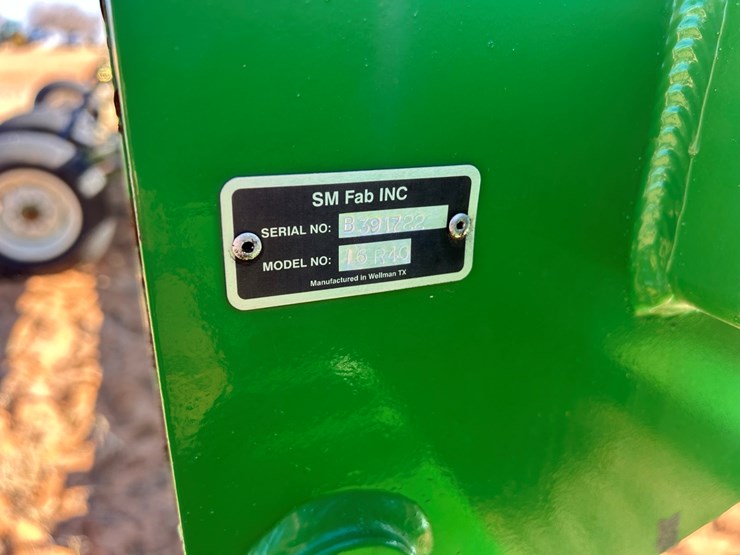 SM Fab INC
SERIAL NO: B391722
MODEL NO: 16 R40
Manufactured in Wellman TX